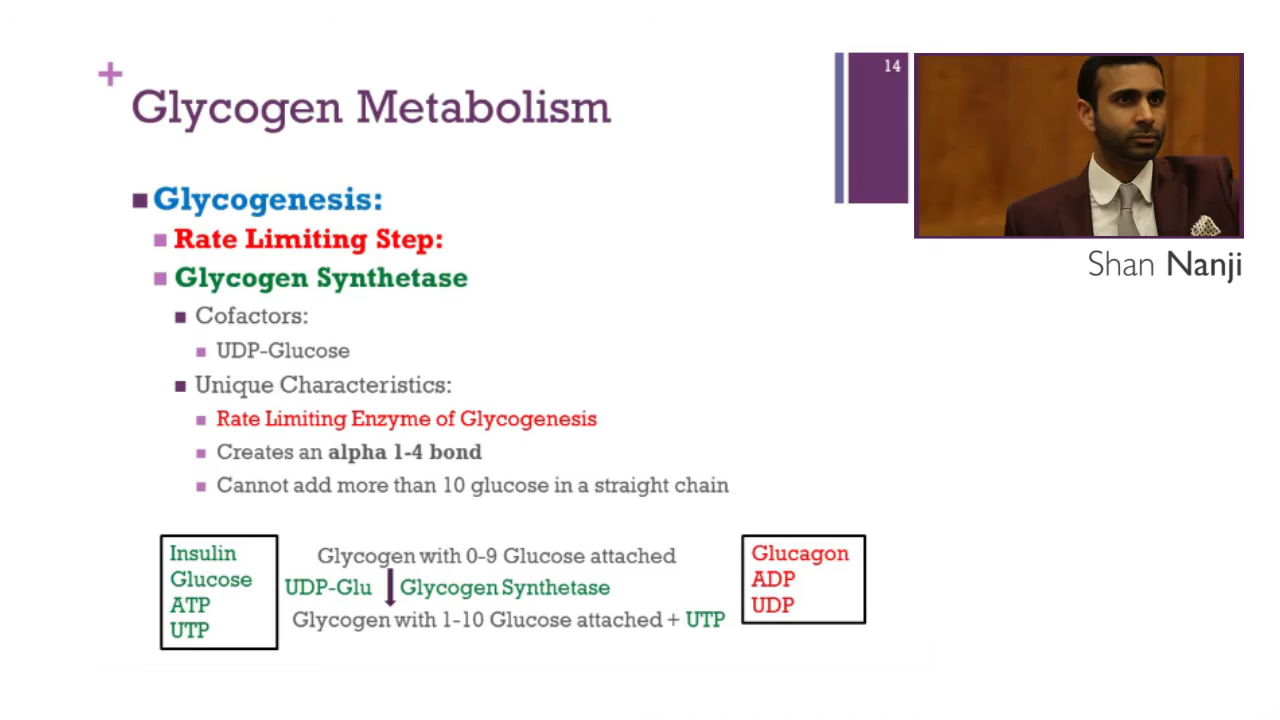 +
14
Glycogen Metabolism
Glycogenesis:
Rate Limiting Step:
Glycogen Synthetase
Cofactors:
UDP-Glucose
Unique Characteristics:
Rate Limiting Enzyme of Glycogenesis
Creates an alpha 1-4 bond
Cannot add more than 10 glucose in a straight chain
Insulin
Glucose
ATP
UTP
Glycogen with 0-9 Glucose attached
UDP-Glu Glycogen Synthetase
Glycogen with 1-10 Glucose attached + UTP
Glucagon
ADP
UDP
Shan Nanji